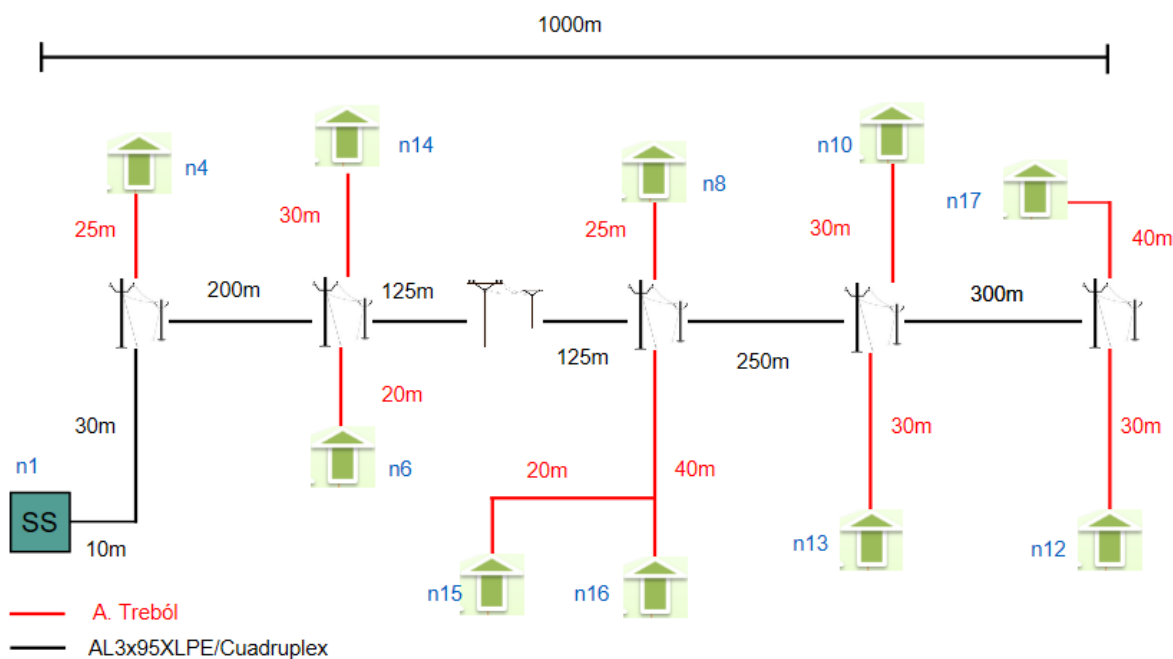 1000m
n4
n14
n8
n10
n17
25m
30m
25m
30m
40m
200m
125m
300m
125m
250m
30m
20m
30m
30m
n1
n6
20m
40m
SS
10m
n15
n16
n13
n12
A. Treból
AL3x95XLPE/Cuadruplex